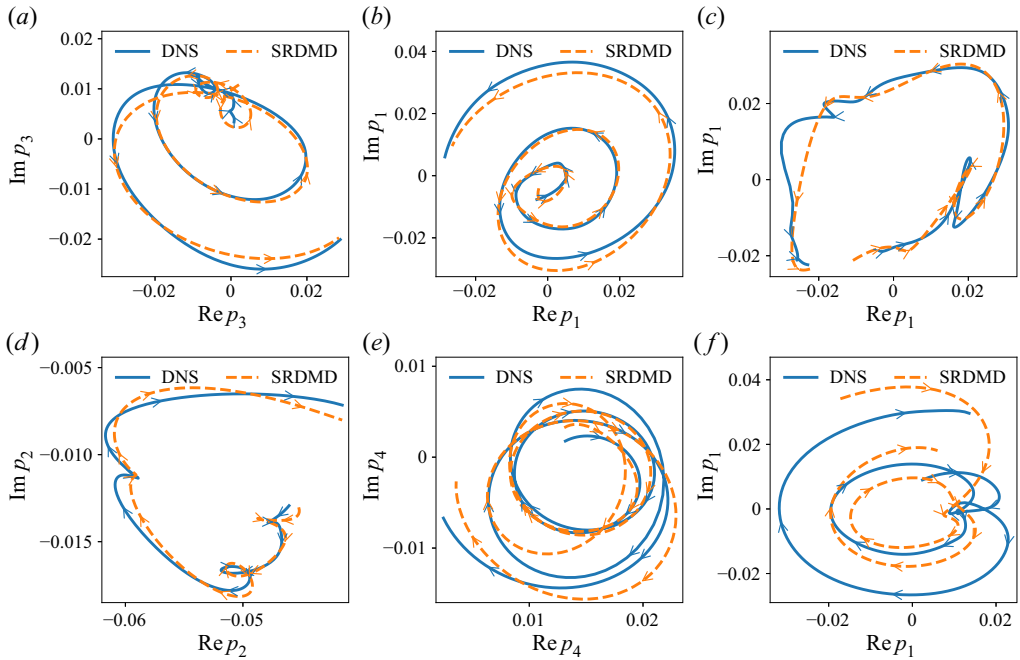 (a) (b) (c)
DNS SRDMD DNS SRDMD DNS SRDMD
0.02 0.01 0 −0.01 −0.02
Im p3
−0.02 0 0.02
Re p3
0.04 0.02 0 −0.02
Im p1
−0.02 0 0.02
Re p1
0.02 0 −0.02
Im p1
−0.02 0 0.02
Re p1
(d) (e) (f)
DNS SRDMD DNS SRDMD DNS SRDMD
−0.005 −0.010 −0.015
Im p2
−0.06 −0.05
Re p2
0.01 0 −0.01
Im p4
0.01 0.02
Re p4
0.04 0.02 0 −0.02
Im p1
−0.02 0 0.02
Re p1